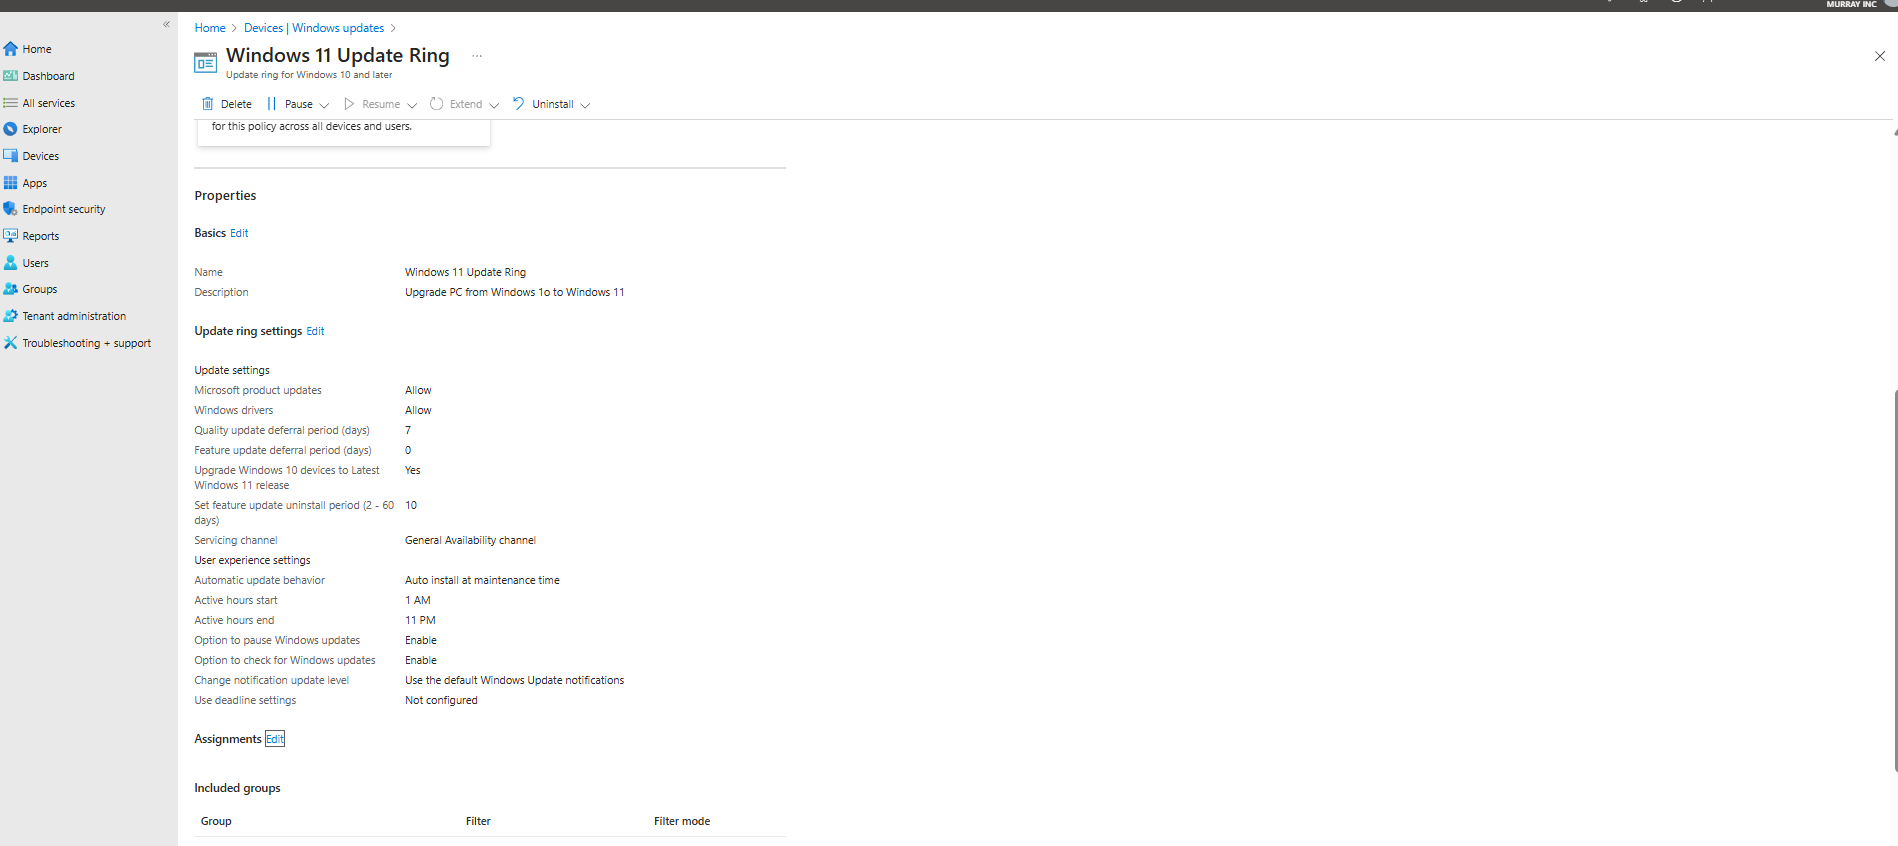 MURRAY INC
«
Home
Dashboard
All services
Explorer
Devices
Apps
Endpoint security
Reports
Users
Groups
Tenant administration
Troubleshooting + support
Home > Devices | Windows updates >
Windows 11 Update Ring ...
Update ring for Windows 10 and later
Delete Pause Resume Extend Uninstall
for this policy across all devices and users.
Properties
Basics Edit
Name Windows 11 Update Ring
Description Upgrade PC from Windows 1o to Windows 11
Update ring settings Edit
Update settings
Microsoft product updates Allow
Windows drivers Allow
Quality update deferral period (days) 7
Feature update deferral period (days) 0
Upgrade Windows 10 devices to Latest Yes
Windows 11 release
Set feature update uninstall period (2 - 60 10
days)
Servicing channel General Availability channel
User experience settings
Automatic update behavior Auto install at maintenance time
Active hours start 1 AM
Active hours end 11 PM
Option to pause Windows updates Enable
Option to check for Windows updates Enable
Change notification update level Use the default Windows Update notifications
Use deadline settings Not configured
Assignments Edit
Included groups
Group Filter Filter mode